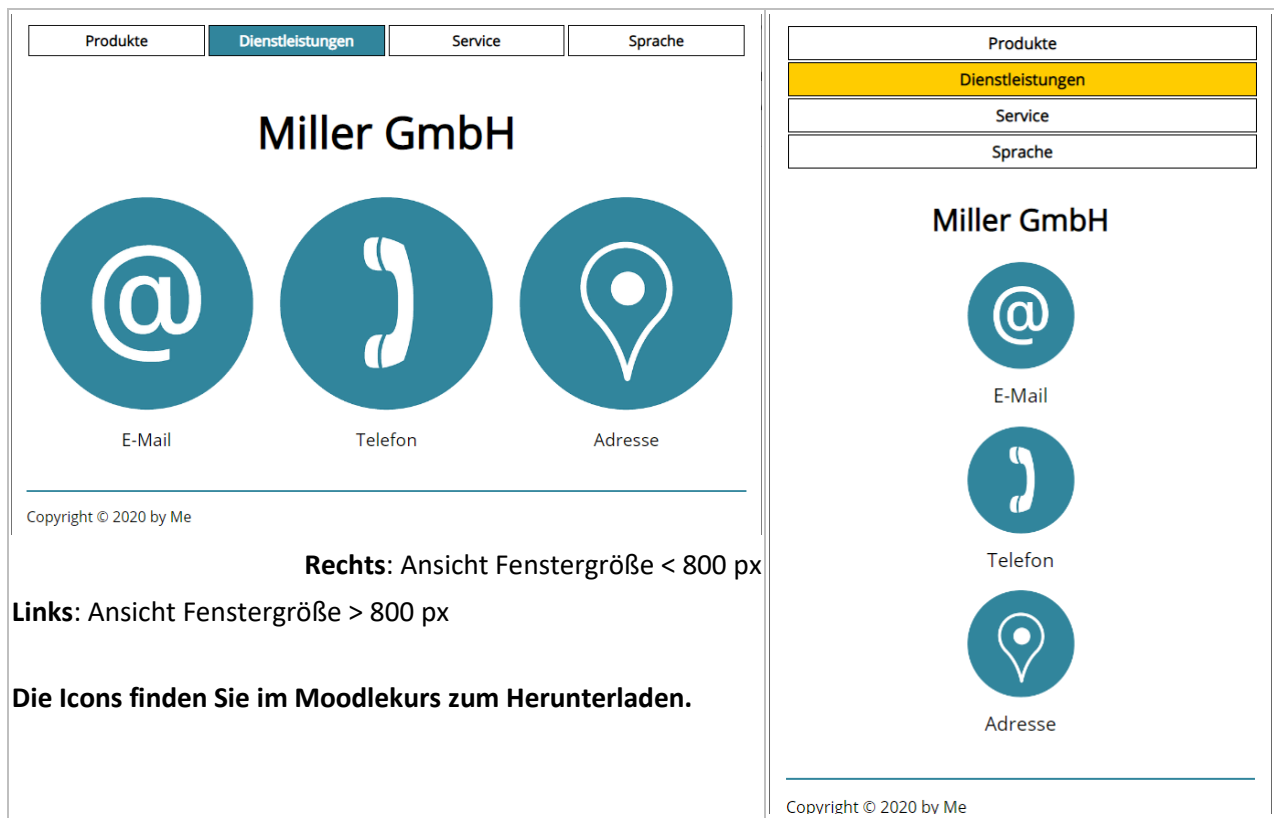 Produkte Dienstleistungen Service Sprache
Miller GmbH
@
E-Mail Telefon Adresse
Copyright © 2020 by Me
Rechts: Ansicht Fenstergröße < 800 px
Links: Ansicht Fenstergröße > 800 px
Die Icons finden Sie im Moodlekurs zum Herunterladen.
Produkte
Dienstleistungen
Service
Sprache
Miller GmbH
@
E-Mail
Telefon
Adresse
Copyright © 2020 by Me